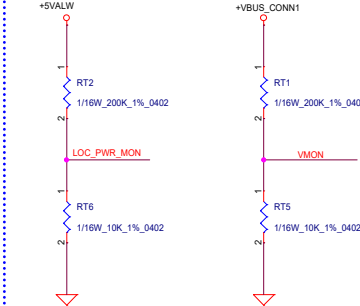 +5VALW
+VBUS_CONN1
1
1
RT2
RT1
1/16W_200K_1%_0402
1/16W_200K_1%_040
2
2
LOC_PWR_MON
VMON
1
1
RT6
RT5
1/16W_10K_1%_0402
1/16W_10K_1%_0402
2
2